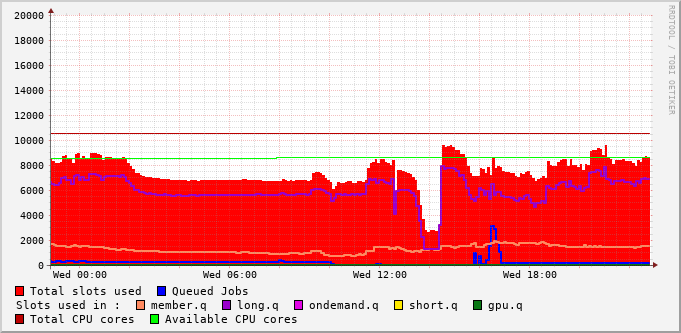 20000
18000
16000
14000
12000
10000
8000
6000
4000
2000
0
Wed 00:00 Wed 06:00 Wed 12:00 Wed 18:00
RRDTOOL / TOBI OETIKER
Total slots used Queued Jobs
Slots used in : member.q long.q ondemand.q short.q gpu.q
Total CPU cores Available CPU cores